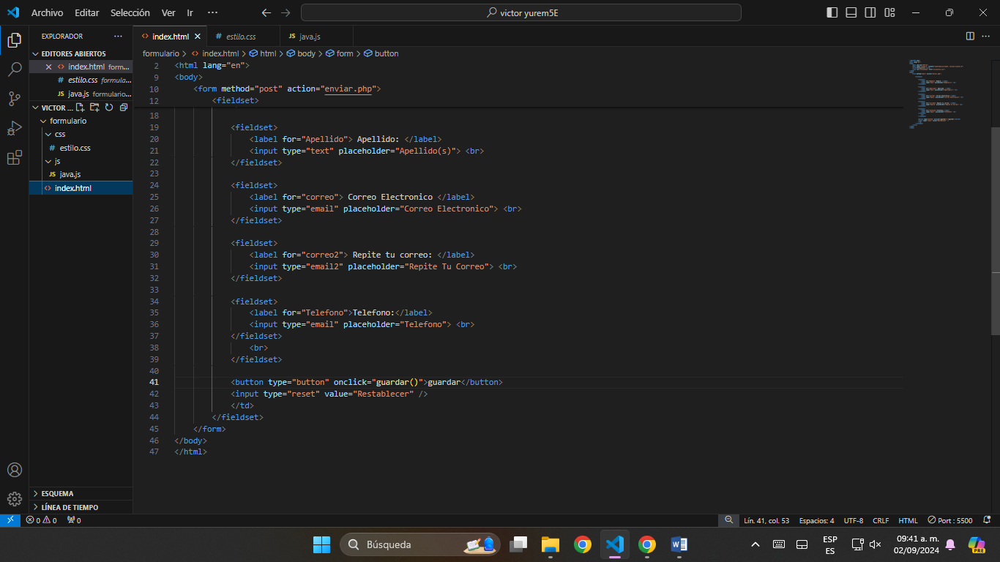 Archivo Editar Selección Ver Ir ··· victor yurem5E
EXPLORADOR ··· index.html estilo.css java.js
EDITORES ABIERTOS
index.html form...
estilo.css formula...
java.js formulario...
VICTOR ...
formulario
css
estilo.css
js
java.js
index.html
ESQUEMA
LÍNEA DE TIEMPO
formulario > index.html > html > body > form > button
2 <html lang="en">
9 <body>
10 <form method="post" action="enviar.php">
12 <fieldset>
18
19 <fieldset>
20 <label for="Apellido"> Apellido: </label>
21 <input type="text" placeholder="Apellido(s)"> <br>
22 </fieldset>
23
24 <fieldset>
25 <label for="correo"> Correo Electronico </label>
26 <input type="email" placeholder="Correo Electronico"> <br>
27 </fieldset>
28
29 <fieldset>
30 <label for="correo2"> Repite tu correo: </label>
31 <input type="email2" placeholder="Repite Tu Correo"> <br>
32 </fieldset>
33
34 <fieldset>
35 <label for="Telefono">Telefono:</label>
36 <input type="email" placeholder="Telefono"> <br>
37 </fieldset>
38 <br>
39 </fieldset>
40
41 <button type="button" onclick="guardar()">guardar</button>
42 <input type="reset" value="Restablecer" />
43 </td>
44 </fieldset>
45 </form>
46 </body>
47 </html>
0 0 0 Lín. 41, col. 53 Espacios: 4 UTF-8 CRLF HTML Port : 5500
Búsqueda
ESP
ES
09:41 a. m.
02/09/2024
PRE